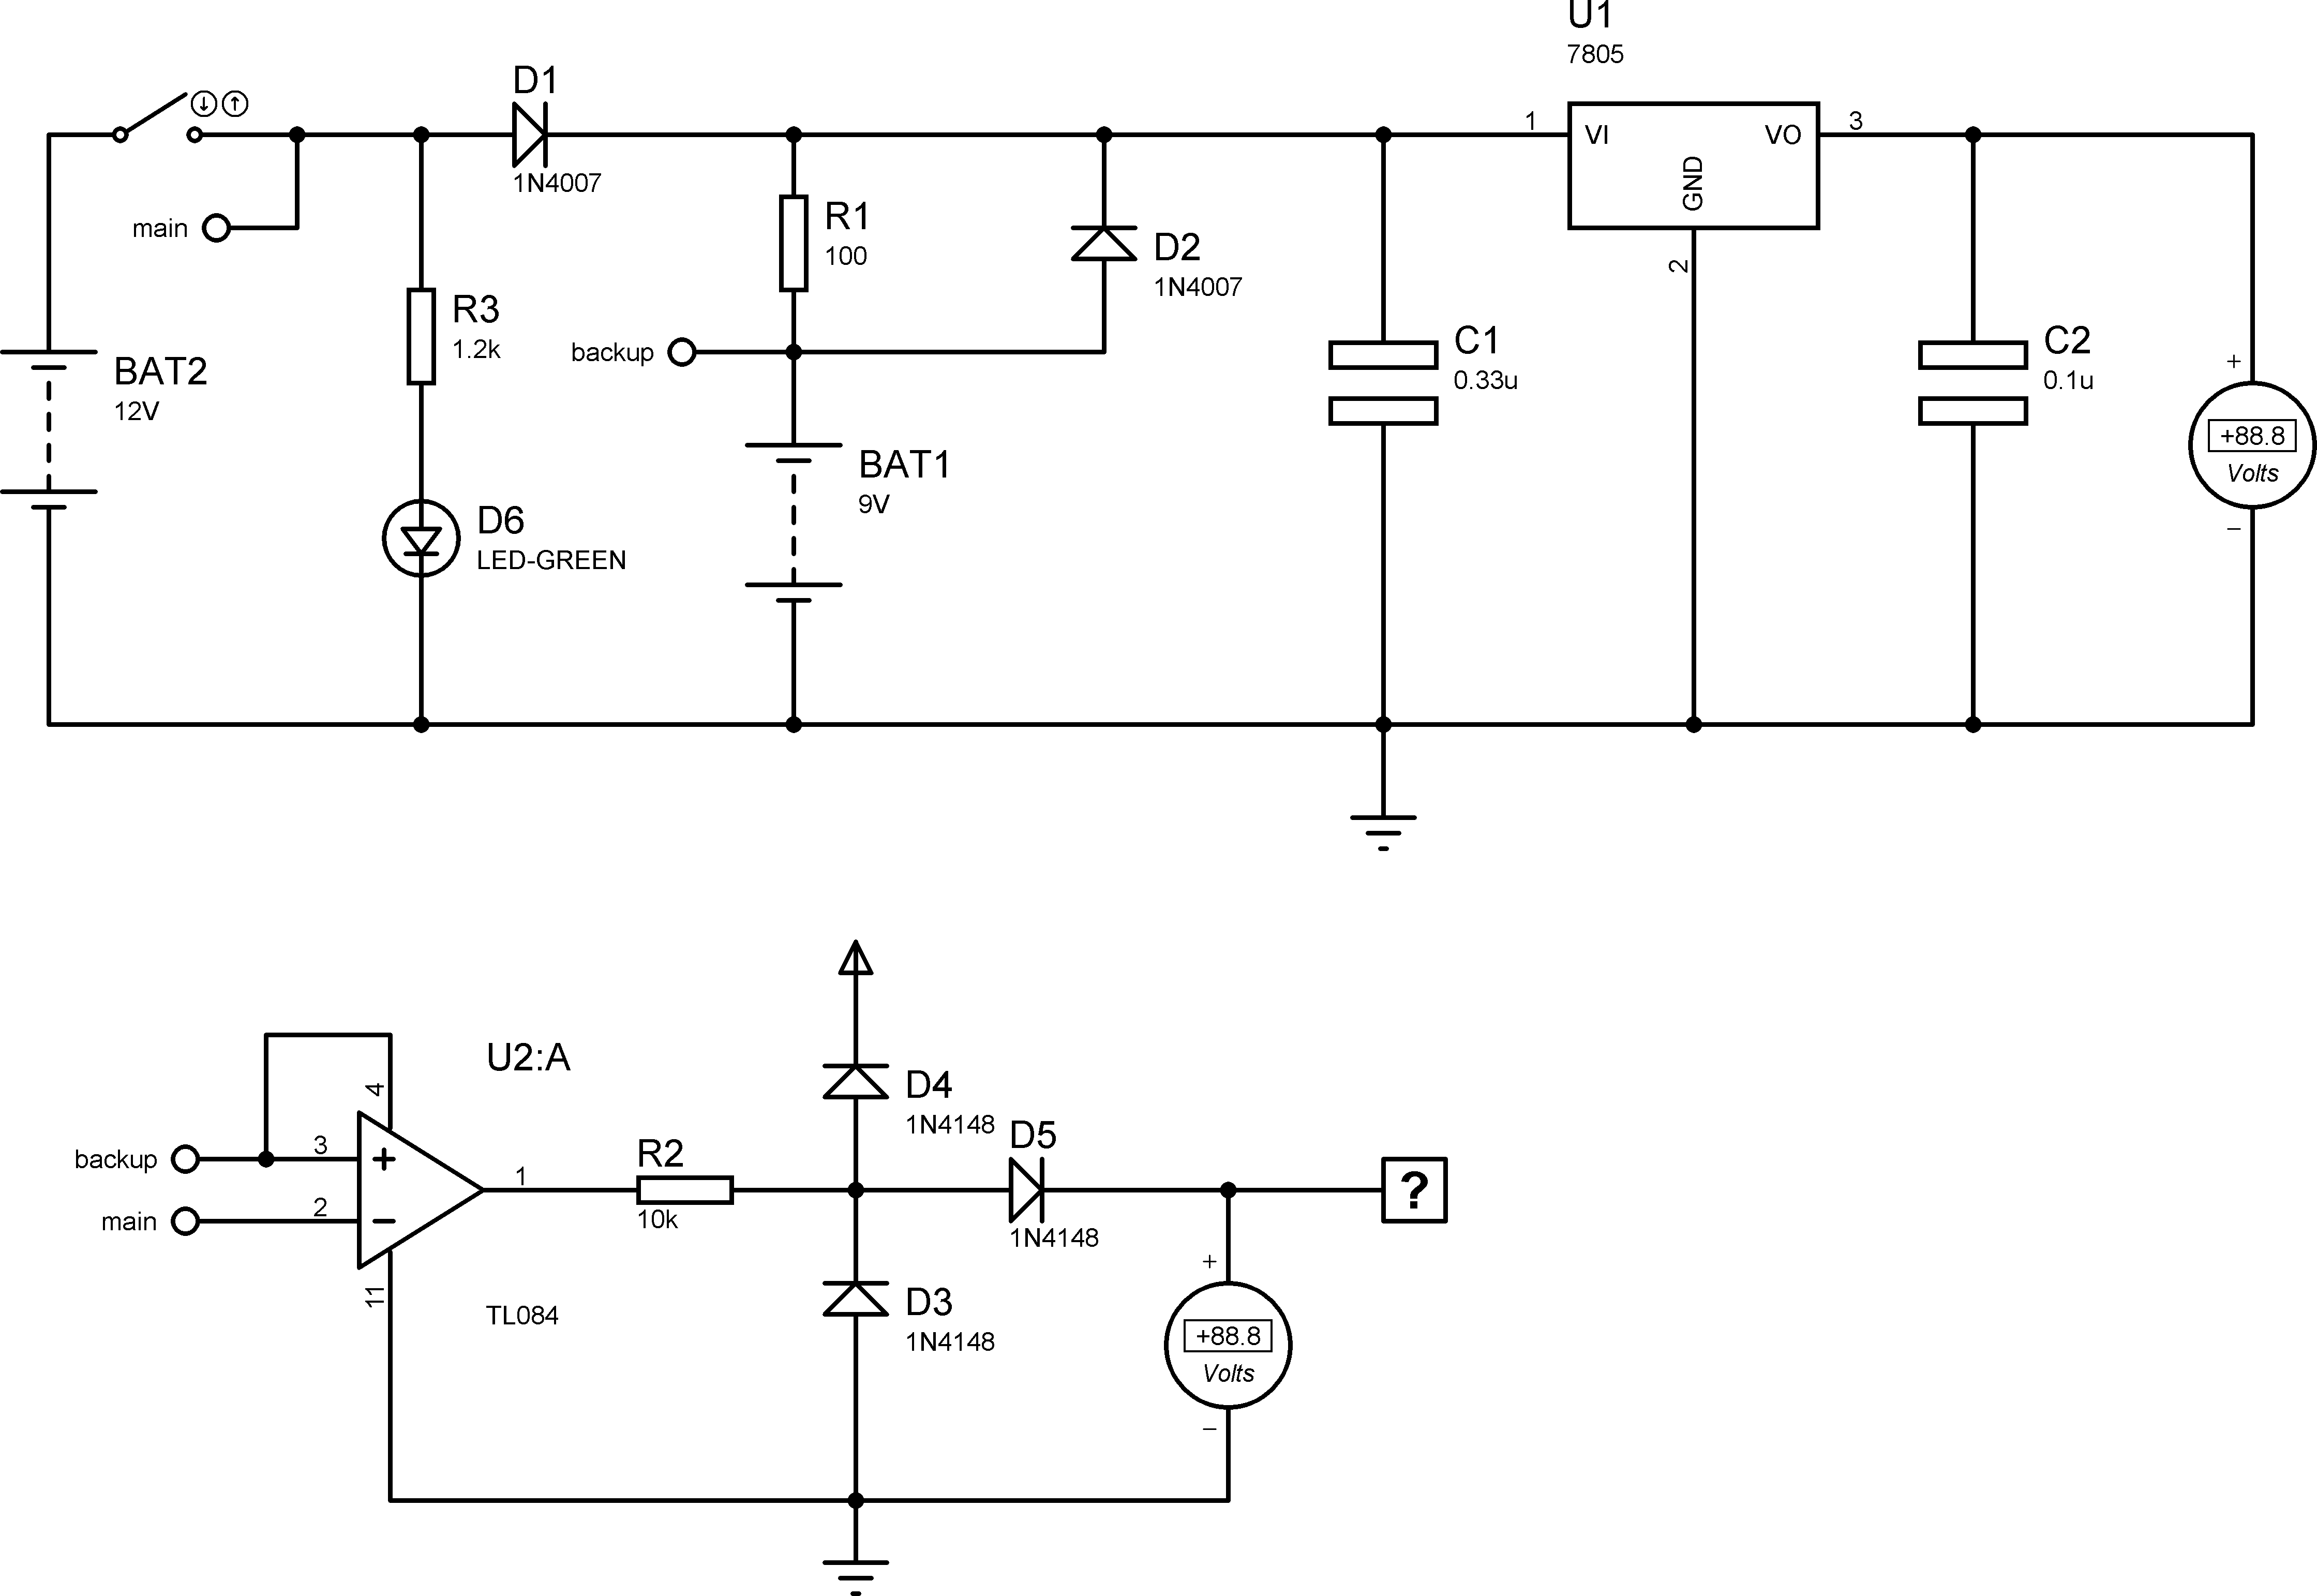 U1
7805
D1
1N4007
1
VI
VO
3
GND
2
main
R1
100
D2
1N4007
R3
1.2k
backup
C1
0.33u
C2
0.1u
BAT2
12V
+
+88.8
Volts
−
BAT1
9V
D6
LED-GREEN
U2:A
4
D4
1N4148
backup
3
+
main
2
−
1
R2
10k
D5
1N4148
?
11
TL084
D3
1N4148
+
+88.8
Volts
−